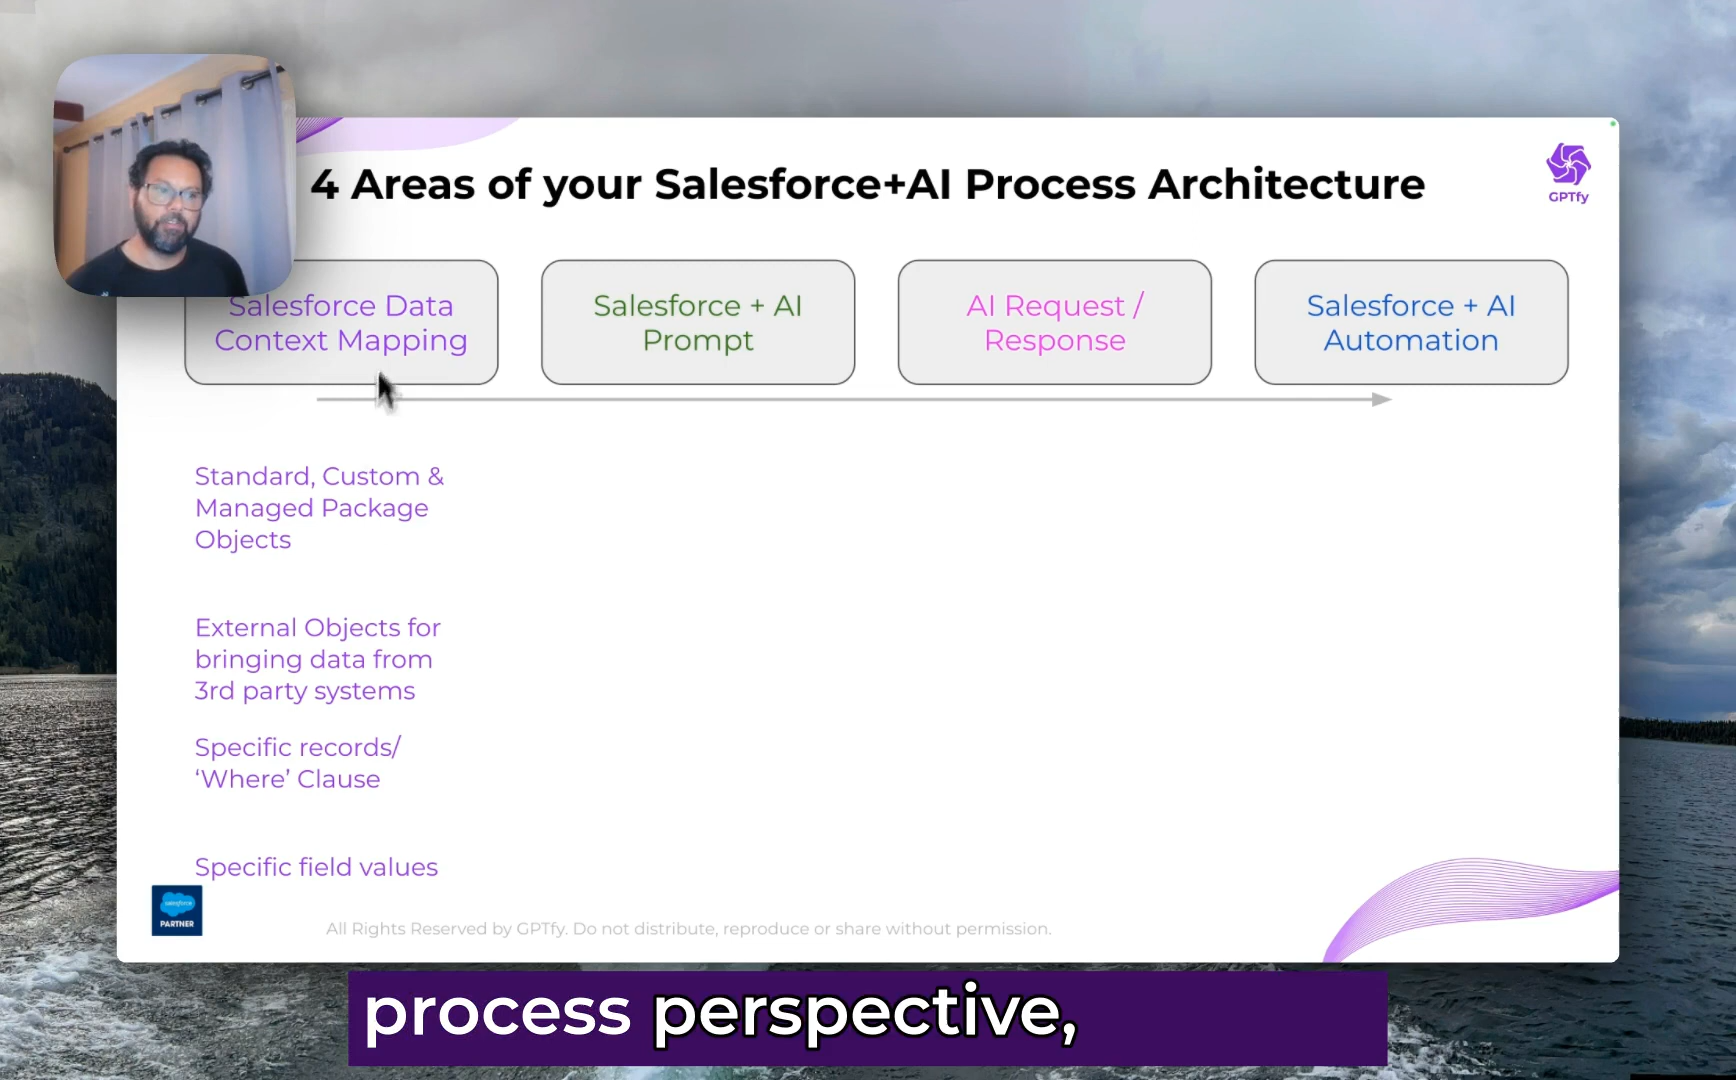 4 Areas of your Salesforce+AI Process Architecture
GPTfy
Salesforce Data
Context Mapping
Salesforce + AI
Prompt
AI Request /
Response
Salesforce + AI
Automation
Standard, Custom &
Managed Package
Objects
External Objects for
bringing data from
3rd party systems
Specific records/
‘Where’ Clause
Specific field values
salesforce
PARTNER
All Rights Reserved by GPTfy. Do not distribute, reproduce or share without permission.
process perspective,